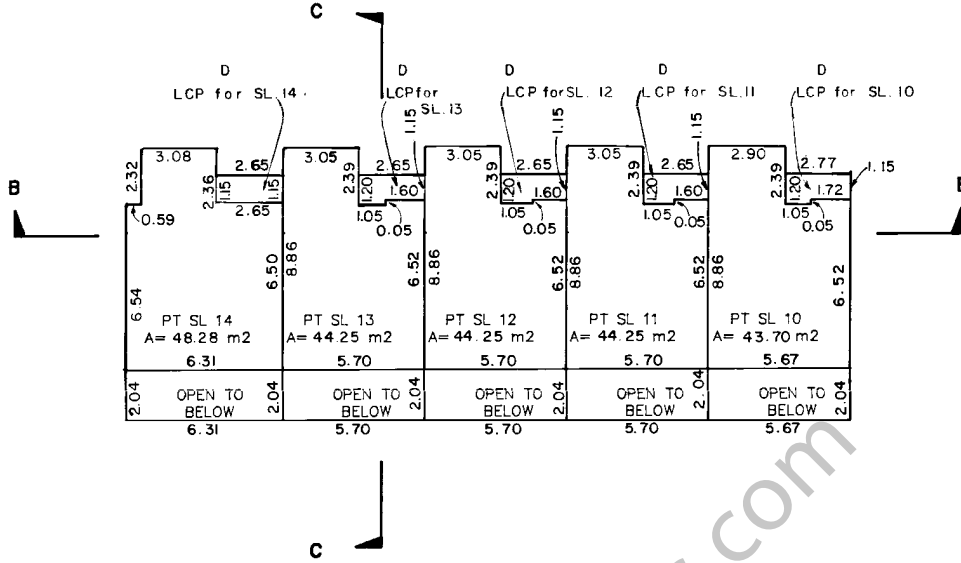 C
D
D
D
D
D
LCP for SL. 14
LCP for SL. 13
LCP for SL. 12
LCP for SL. 11
LCP for SL. 10
1.15
1.15
1.15
1.15
3.08
3.05
3.05
3.05
2.90
2.65
2.65
2.65
2.65
2.77
2.32
2.36
1.15
1.15
2.39
1.20
1.60
2.39
1.20
1.60
2.39
1.20
1.60
2.39
1.20
1.72
B
B
0.59
2.65
1.05
0.05
1.05
0.05
1.05
0.05
1.05
0.05
6.54
6.50
8.86
6.52
8.86
6.52
8.86
6.52
8.86
6.52
PT SL 14
A= 48.28 m2
6.31
PT SL 13
A= 44.25 m2
5.70
PT SL 12
A= 44.25 m2
5.70
PT SL 11
A= 44.25 m2
5.70
PT SL 10
A= 43.70 m2
5.67
2.04
OPEN TO
BELOW
2.04
OPEN TO
BELOW
OPEN TO
BELOW
OPEN TO
BELOW
2.04
OPEN TO
BELOW
2.04
6.31
5.70
5.70
5.70
5.67
C